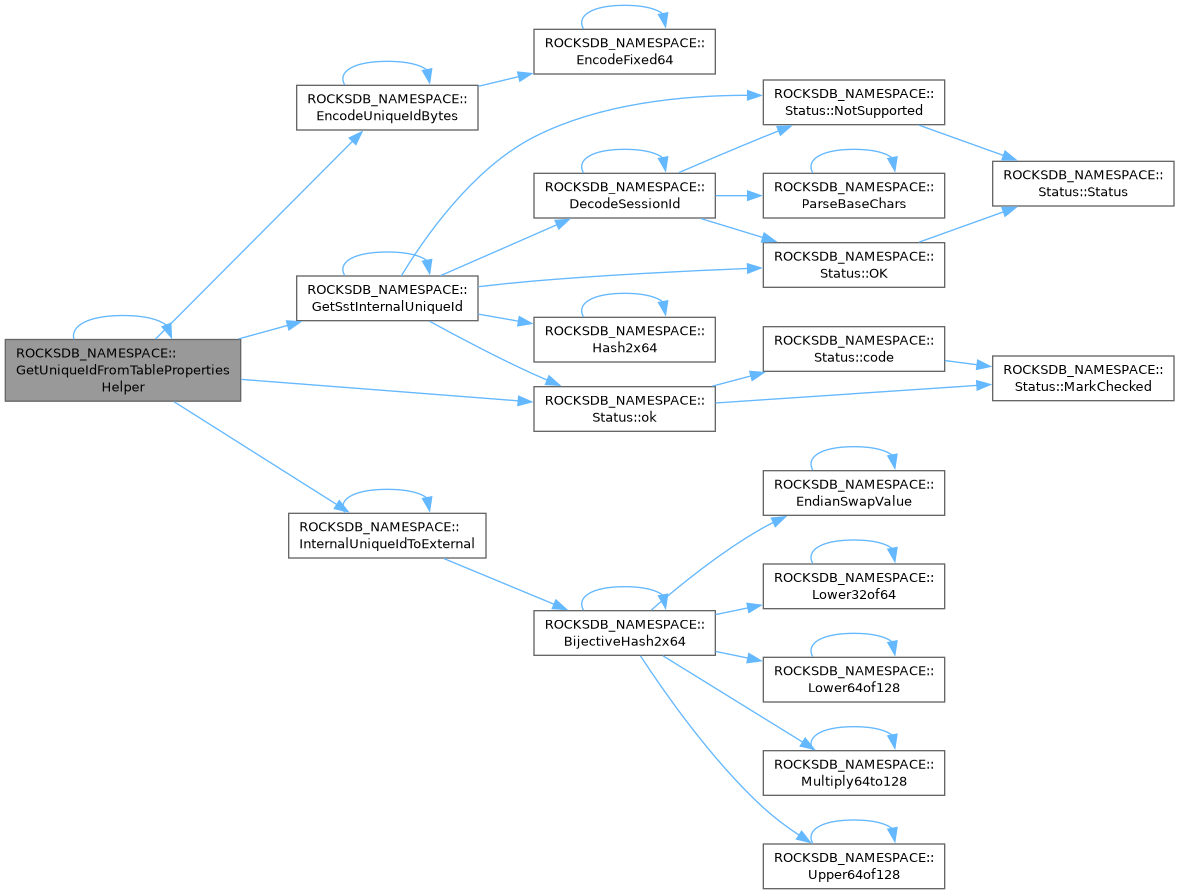 ROCKSDB_NAMESPACE::
EncodeFixed64
ROCKSDB_NAMESPACE::
EncodeUniqueIdBytes
ROCKSDB_NAMESPACE::
Status::NotSupported
ROCKSDB_NAMESPACE::
DecodeSessionId
ROCKSDB_NAMESPACE::
ParseBaseChars
ROCKSDB_NAMESPACE::
Status::Status
ROCKSDB_NAMESPACE::
Status::OK
ROCKSDB_NAMESPACE::
GetSstInternalUniqueId
ROCKSDB_NAMESPACE::
Hash2x64
ROCKSDB_NAMESPACE::
Status::code
ROCKSDB_NAMESPACE::
GetUniqueIdFromTableProperties
Helper
ROCKSDB_NAMESPACE::
Status::MarkChecked
ROCKSDB_NAMESPACE::
Status::ok
ROCKSDB_NAMESPACE::
EndianSwapValue
ROCKSDB_NAMESPACE::
InternalUniqueIdToExternal
ROCKSDB_NAMESPACE::
Lower32of64
ROCKSDB_NAMESPACE::
BijectiveHash2x64
ROCKSDB_NAMESPACE::
Lower64of128
ROCKSDB_NAMESPACE::
Multiply64to128
ROCKSDB_NAMESPACE::
Upper64of128